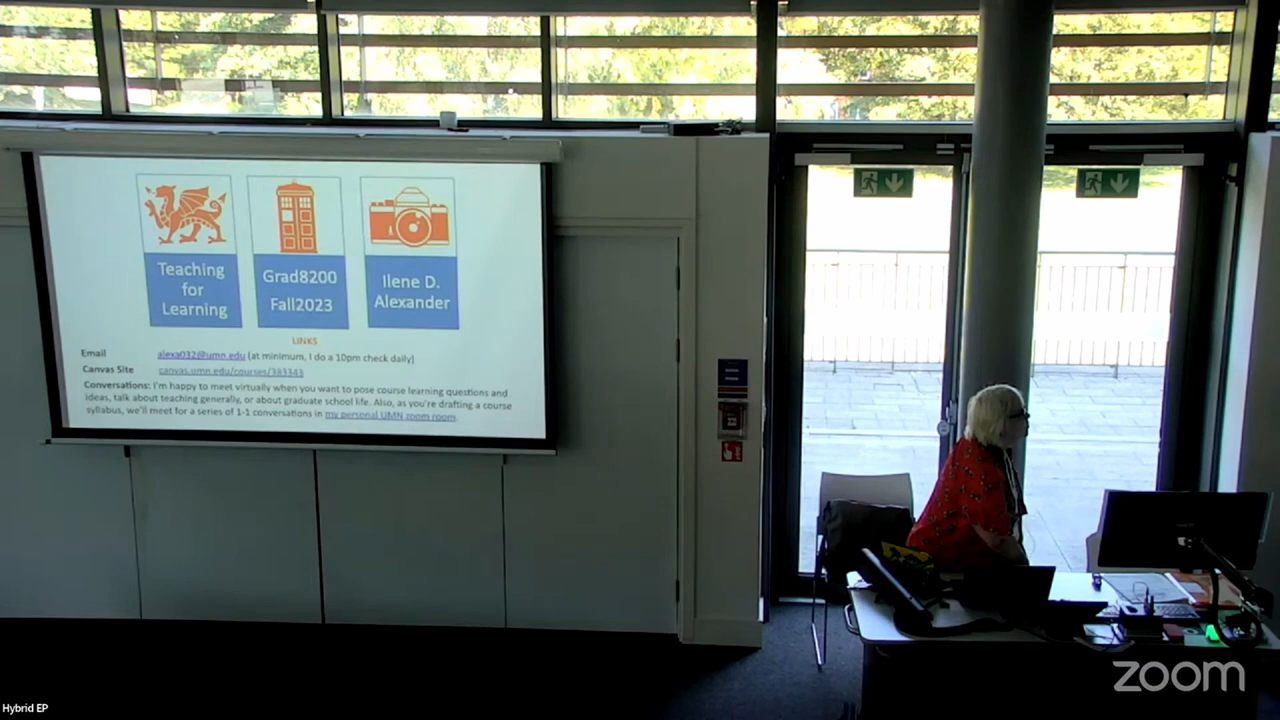 Teaching
for
Learning
Grad8200
Fall2023
Ilene D.
Alexander
LINKS
Email alexa032@umn.edu (at minimum, I do a 10pm check daily)
Canvas Site canvas.umn.edu/courses/383343
Conversations: I'm happy to meet virtually when you want to pose course learning questions and
ideas, talk about teaching generally, or about graduate school life. Also, as you're drafting a course
syllabus, we'll meet for a series of 1-1 conversations in my personal UMN zoom room.
zoom
Hybrid EP